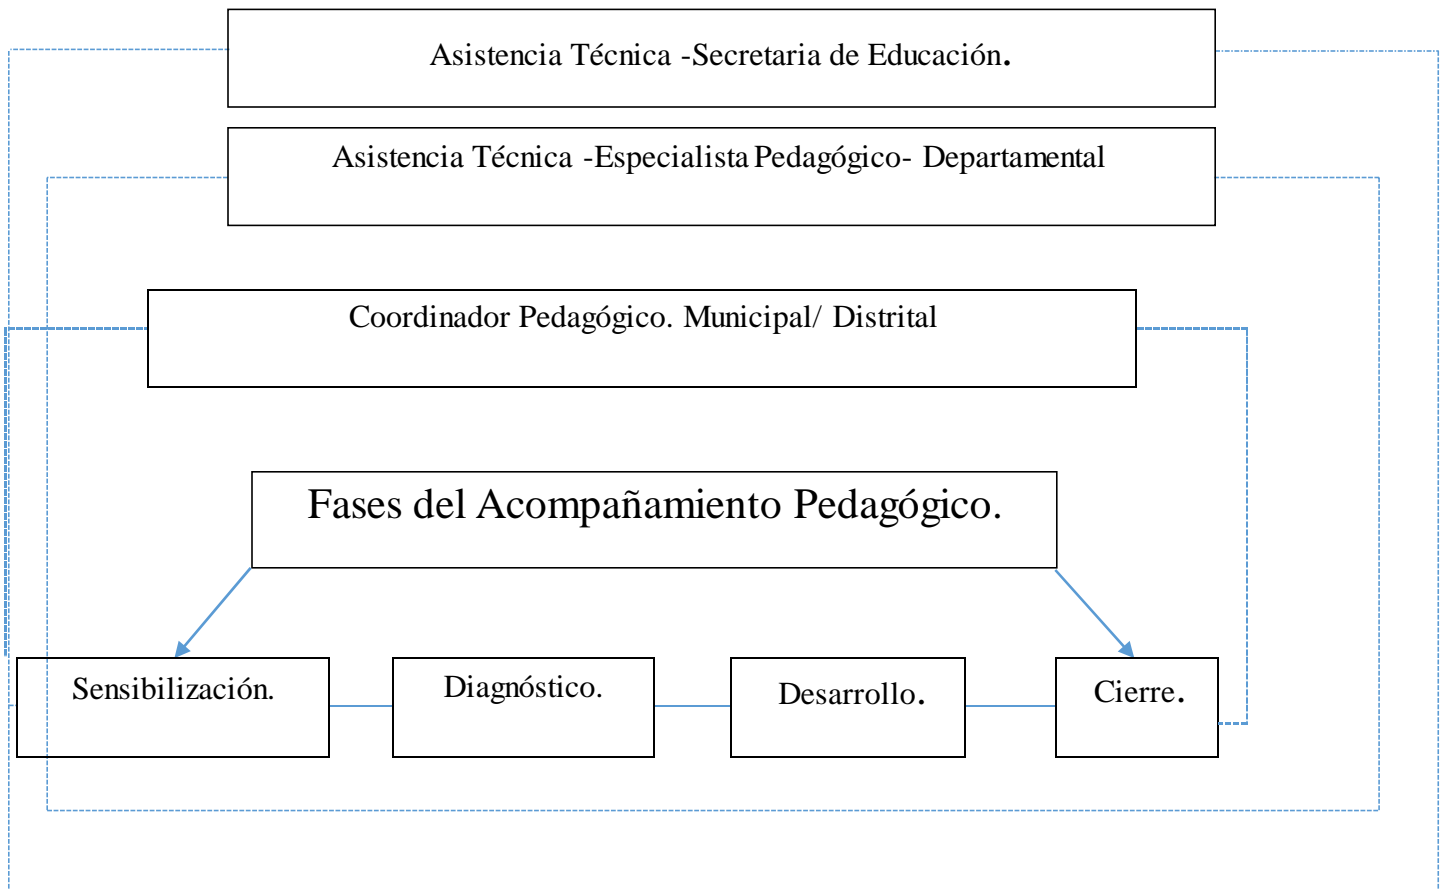 Asistencia Técnica -Secretaria de Educación.
Asistencia Técnica -Especialista Pedagógico- Departamental
Coordinador Pedagógico. Municipal/ Distrital
Fases del Acompañamiento Pedagógico.
Sensibilización.
Diagnóstico.
Desarrollo.
Cierre.